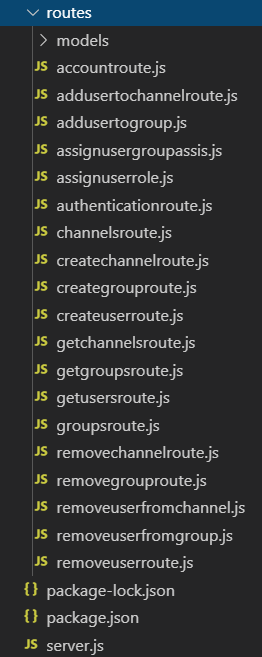 routes
models
JS accountroute.js
JS addusertochannelroute.js
JS addusertogroup.js
JS assignusergroupassis.js
JS assignuserrole.js
JS authenticationroute.js
JS channelsroute.js
JS createchannelroute.js
JS creategrouproute.js
JS createuserroute.js
JS getchannelsroute.js
JS getgroupsroute.js
JS getusersroute.js
JS groupsroute.js
JS removechannelroute.js
JS removegrouproute.js
JS removeuserfromchannel.js
JS removeuserfromgroup.js
JS removeuserroute.js
{} package-lock.json
{} package.json
JS server.js